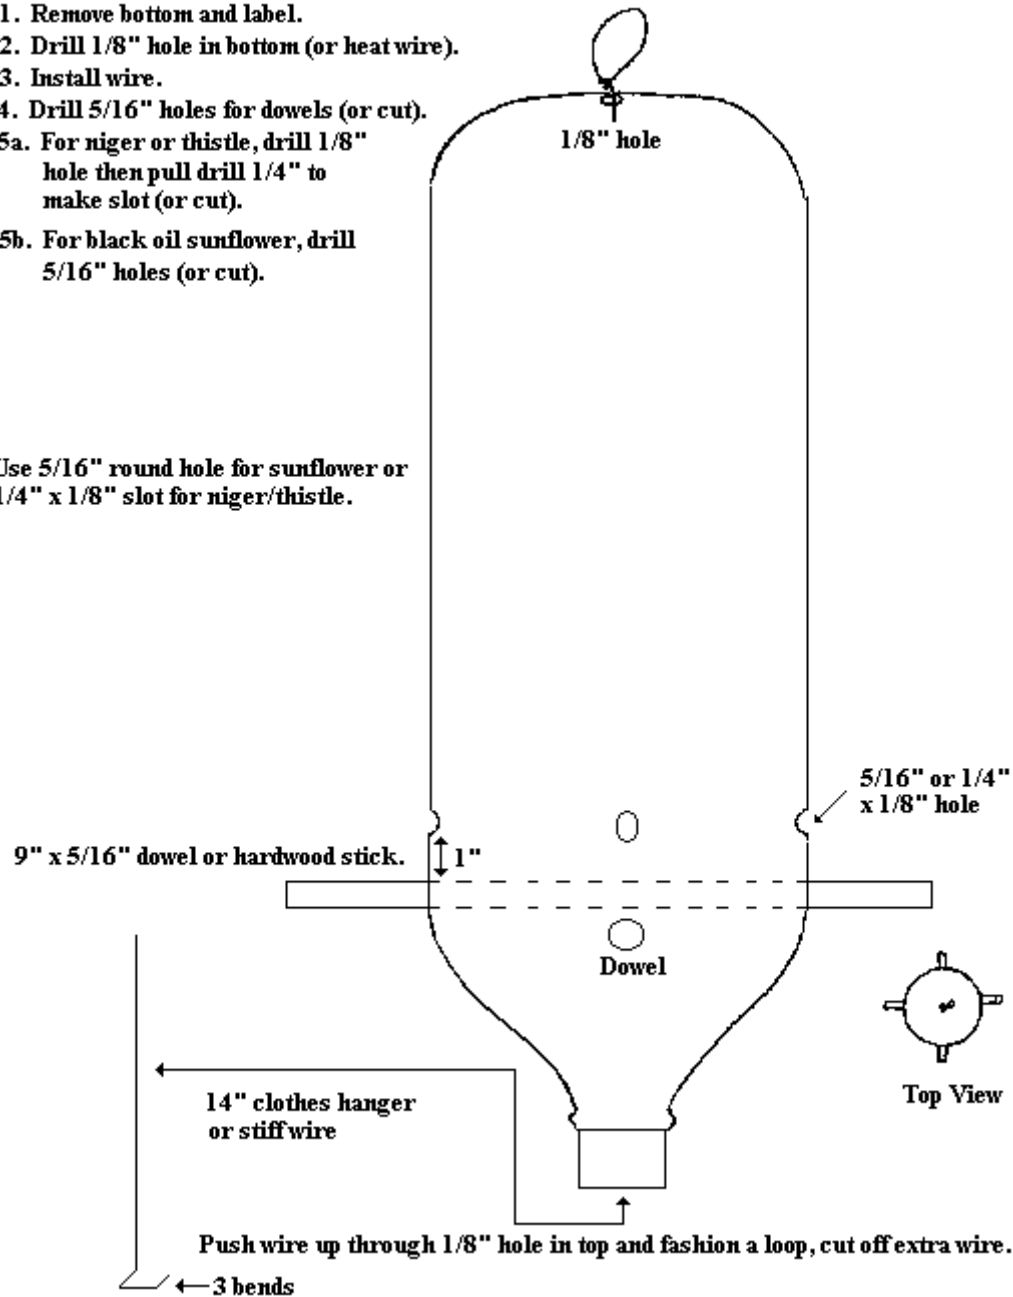 1. Remove bottom and label.
2. Drill 1/8" hole in bottom (or heat wire).
3. Install wire.
4. Drill 5/16" holes for dowels (or cut).
5a. For niger or thistle, drill 1/8"
hole then pull drill 1/4" to
make slot (or cut).
5b. For black oil sunflower, drill
5/16" holes (or cut).
1/8" hole
Use 5/16" round hole for sunflower or
1/4" x 1/8" slot for niger/thistle.
5/16" or 1/4"
x 1/8" hole
9" x 5/16" dowel or hardwood stick.
1"
Dowel
14" clothes hanger
or stiff wire
Top View
Push wire up through 1/8" hole in top and fashion a loop, cut off extra wire.
3 bends